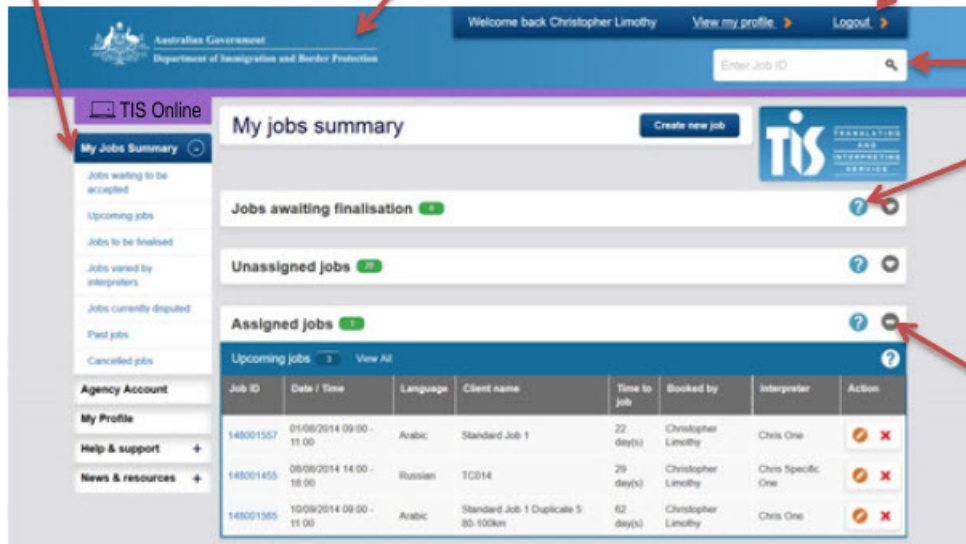 Welcome back Christopher Limothy View my profile Logout
Australian Government
Department of Immigration and Border Protection
Enter Job ID
TIS Online
My jobs summary
Create new job
TIS
TRANSLATING
AND
INTERPRETING
SERVICE
My Jobs Summary
Jobs waiting to be
accepted
Upcoming jobs
Jobs to be finalised
Jobs varied by
interpreters
Jobs currently disputed
Past jobs
Cancelled jobs
Agency Account
My Profile
Help & support +
News & resources +
Jobs awaiting finalisation
?
Unassigned jobs 20
?
Assigned jobs 3
?
Upcoming jobs 3 View All
?
Job ID Date / Time Language Client name Time to Booked by Interpreter Action
job
148001557 01/08/2014 09:00 - Arabic Standard Job 1 22 Christopher Chris One
11:00 day(s) Limothy
148001455 08/08/2014 14:00 - Russian TC014 29 Christopher Chris Specific
18:00 day(s) Limothy One
148001565 10/09/2014 09:00 - Arabic Standard Job 1 Duplicate 5 62 Christopher Chris One
11:00 80-100km day(s) Limothy